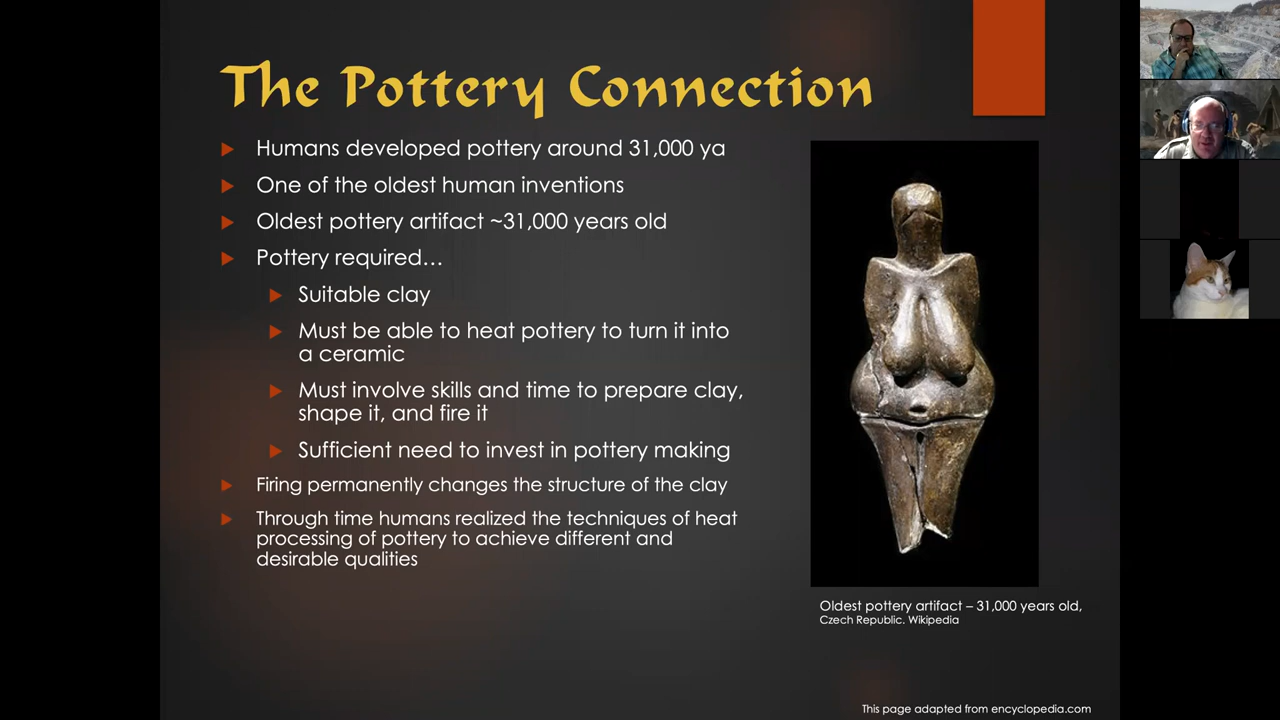 The Pottery Connection
Humans developed pottery around 31,000 ya
One of the oldest human inventions
Oldest pottery artifact ~31,000 years old
Pottery required…
Suitable clay
Must be able to heat pottery to turn it into
a ceramic
Must involve skills and time to prepare clay,
shape it, and fire it
Sufficient need to invest in pottery making
Firing permanently changes the structure of the clay
Through time humans realized the techniques of heat
processing of pottery to achieve different and
desirable qualities
Oldest pottery artifact – 31,000 years old,
Czech Republic. Wikipedia
This page adapted from encyclopedia.com